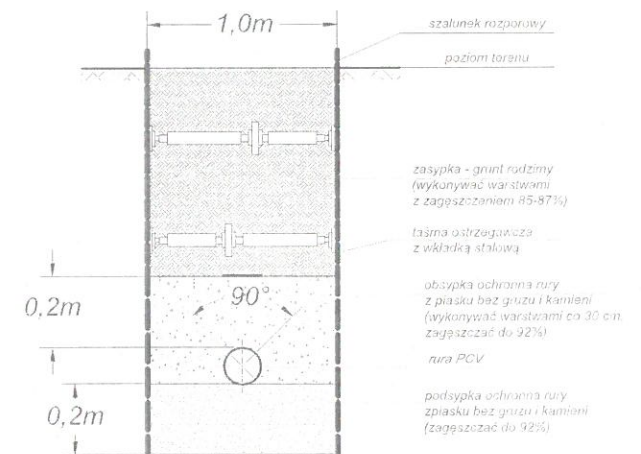 1,0m
szalunek rozporowy
poziom terenu
zasypka - grunt rodzimy
(wykonywać warstwami
z zagęszczaniem 85-87%)
taśma ostrzegawcza
z wkładką stalową
90°
0,2m
obsypka ochronna rury
z piasku bez gruzu i kamieni
(wykonywać warstwami co 30 cm
zagęszczać do 92%)
rura PCV
0,2m
podsypka ochronna rury
zpiasku bez gruzu i kamieni
(zagęszczać do 92%)